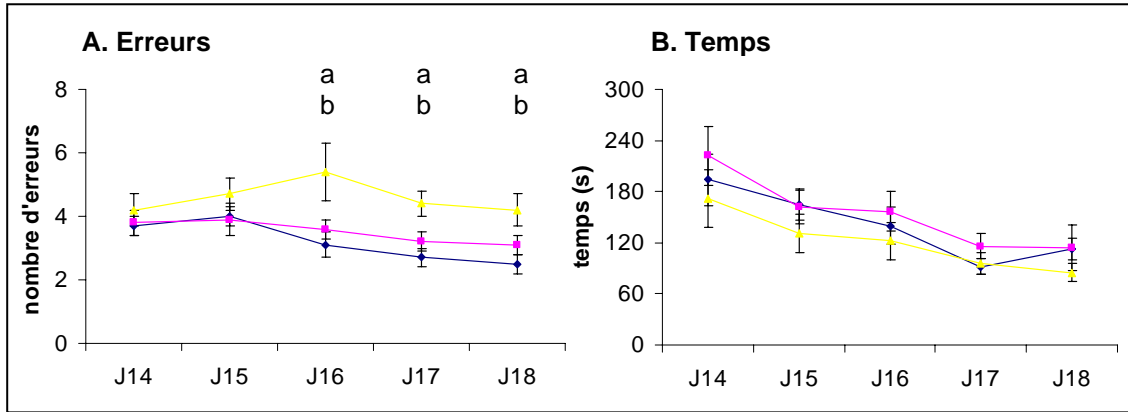 A. Erreurs
nombre d'erreurs
8
6
4
2
0
a a a
b b b
J14 J15 J16 J17 J18
B. Temps
temps (s)
300
240
180
120
60
0
J14 J15 J16 J17 J18